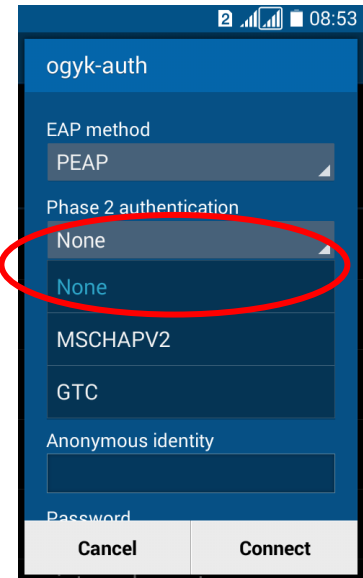 2 08:53
ogyk-auth
EAP method
PEAP
Phase 2 authentication
None
None
MSCHAPV2
GTC
Anonymous identity
Password
Cancel Connect